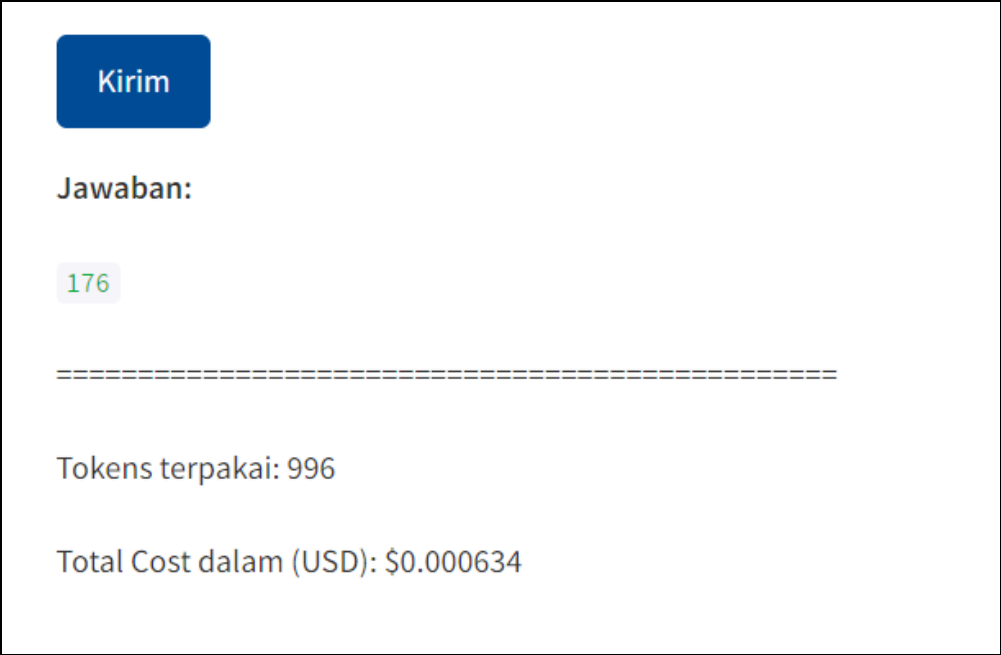 Kirim
Jawaban:
176
================================================
Tokens terpakai: 996
Total Cost dalam (USD): $0.000634